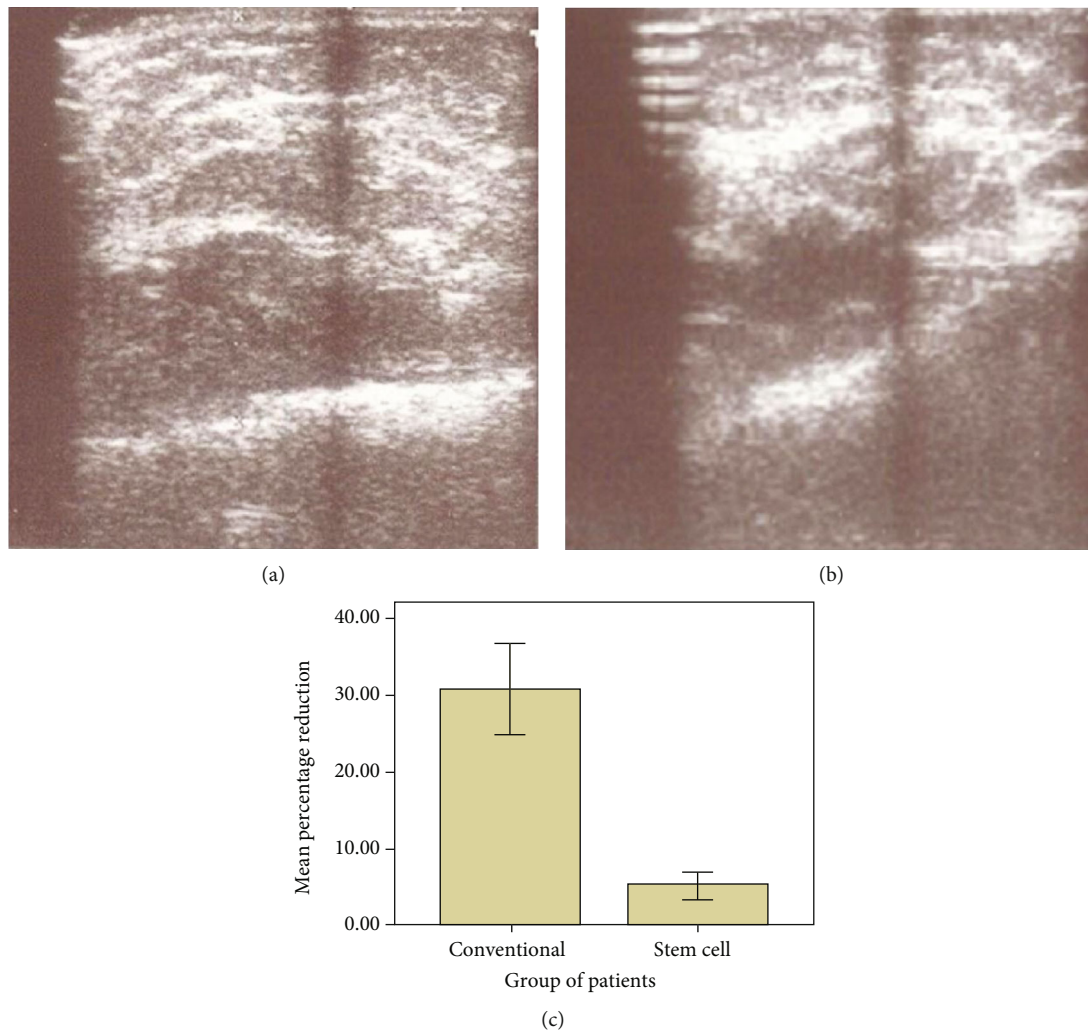 (a)
(b)
40.00
30.00
20.00
10.00
0.00
Mean percentage reduction
Conventional
Stem cell
Group of patients
(c)